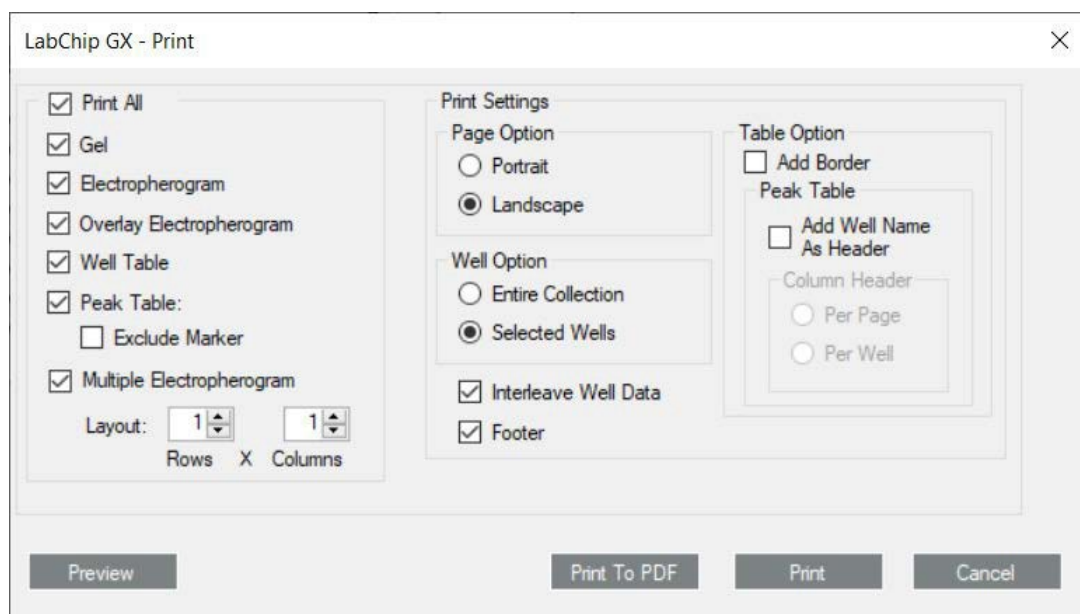 LabChip GX - Print
Print All
Gel
Electropherogram
Overlay Electropherogram
Well Table
Peak Table:
Exclude Marker
Multiple Electropherogram
Layout: 1 1
Rows X Columns
Print Settings
Page Option
Portrait
Landscape
Well Option
Entire Collection
Selected Wells
Interleave Well Data
Footer
Table Option
Add Border
Peak Table
Add Well Name
As Header
Column Header
Per Page
Per Well
Preview
Print To PDF
Print
Cancel